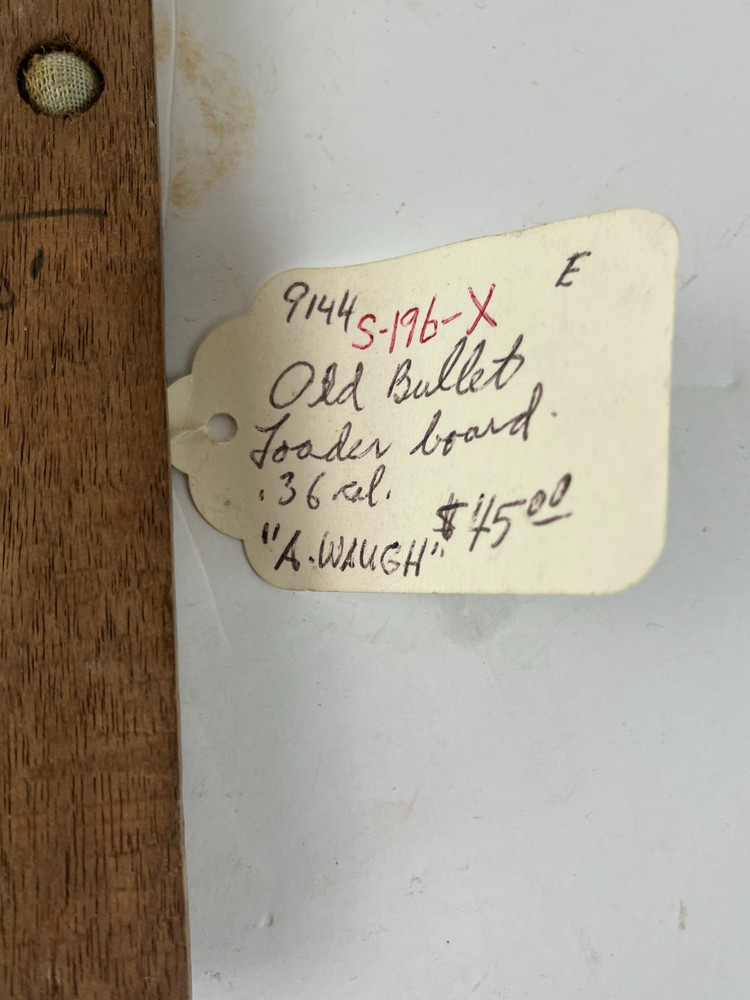 9144 S-196-X E
Old Bullet
Loader board.
.36 cal.
"A. WAUGH" $45.00